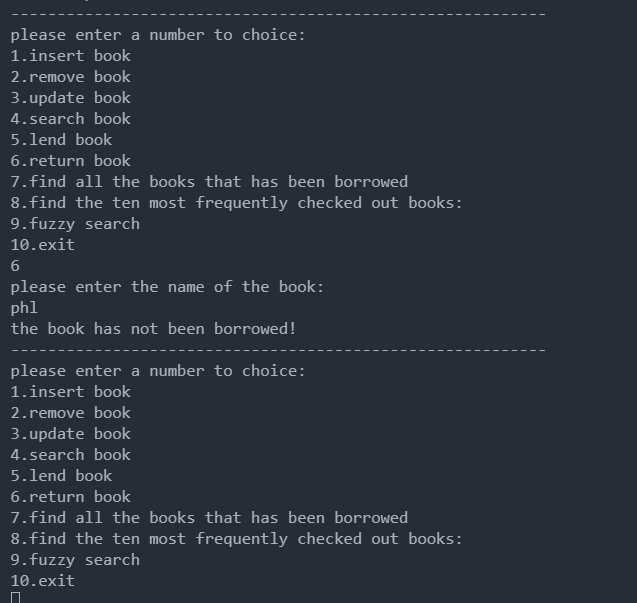 ----------------------------------------------------------
please enter a number to choice:
1.insert book
2.remove book
3.update book
4.search book
5.lend book
6.return book
7.find all the books that has been borrowed
8.find the ten most frequently checked out books:
9.fuzzy search
10.exit
6
please enter the name of the book:
phl
the book has not been borrowed!
----------------------------------------------------------
please enter a number to choice:
1.insert book
2.remove book
3.update book
4.search book
5.lend book
6.return book
7.find all the books that has been borrowed
8.find the ten most frequently checked out books:
9.fuzzy search
10.exit